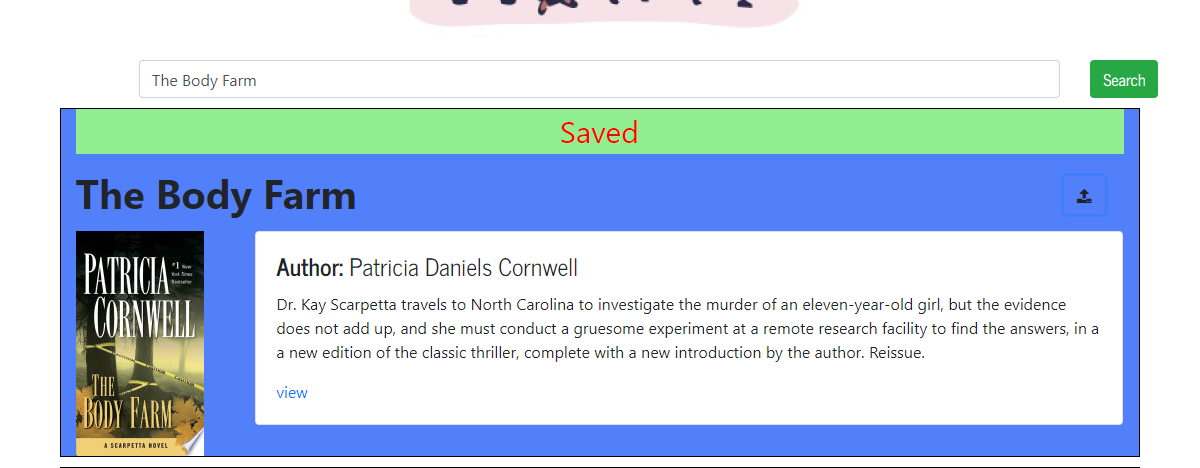 The Body Farm
Search
Saved
The Body Farm
PATRICIA
#1 New
York Times
Bestseller
CORNWELL
THE
BODY FARM
A SCARPETTA NOVEL
Author: Patricia Daniels Cornwell
Dr. Kay Scarpetta travels to North Carolina to investigate the murder of an eleven-year-old girl, but the evidence
does not add up, and she must conduct a gruesome experiment at a remote research facility to find the answers, in a
a new edition of the classic thriller, complete with a new introduction by the author. Reissue.
view